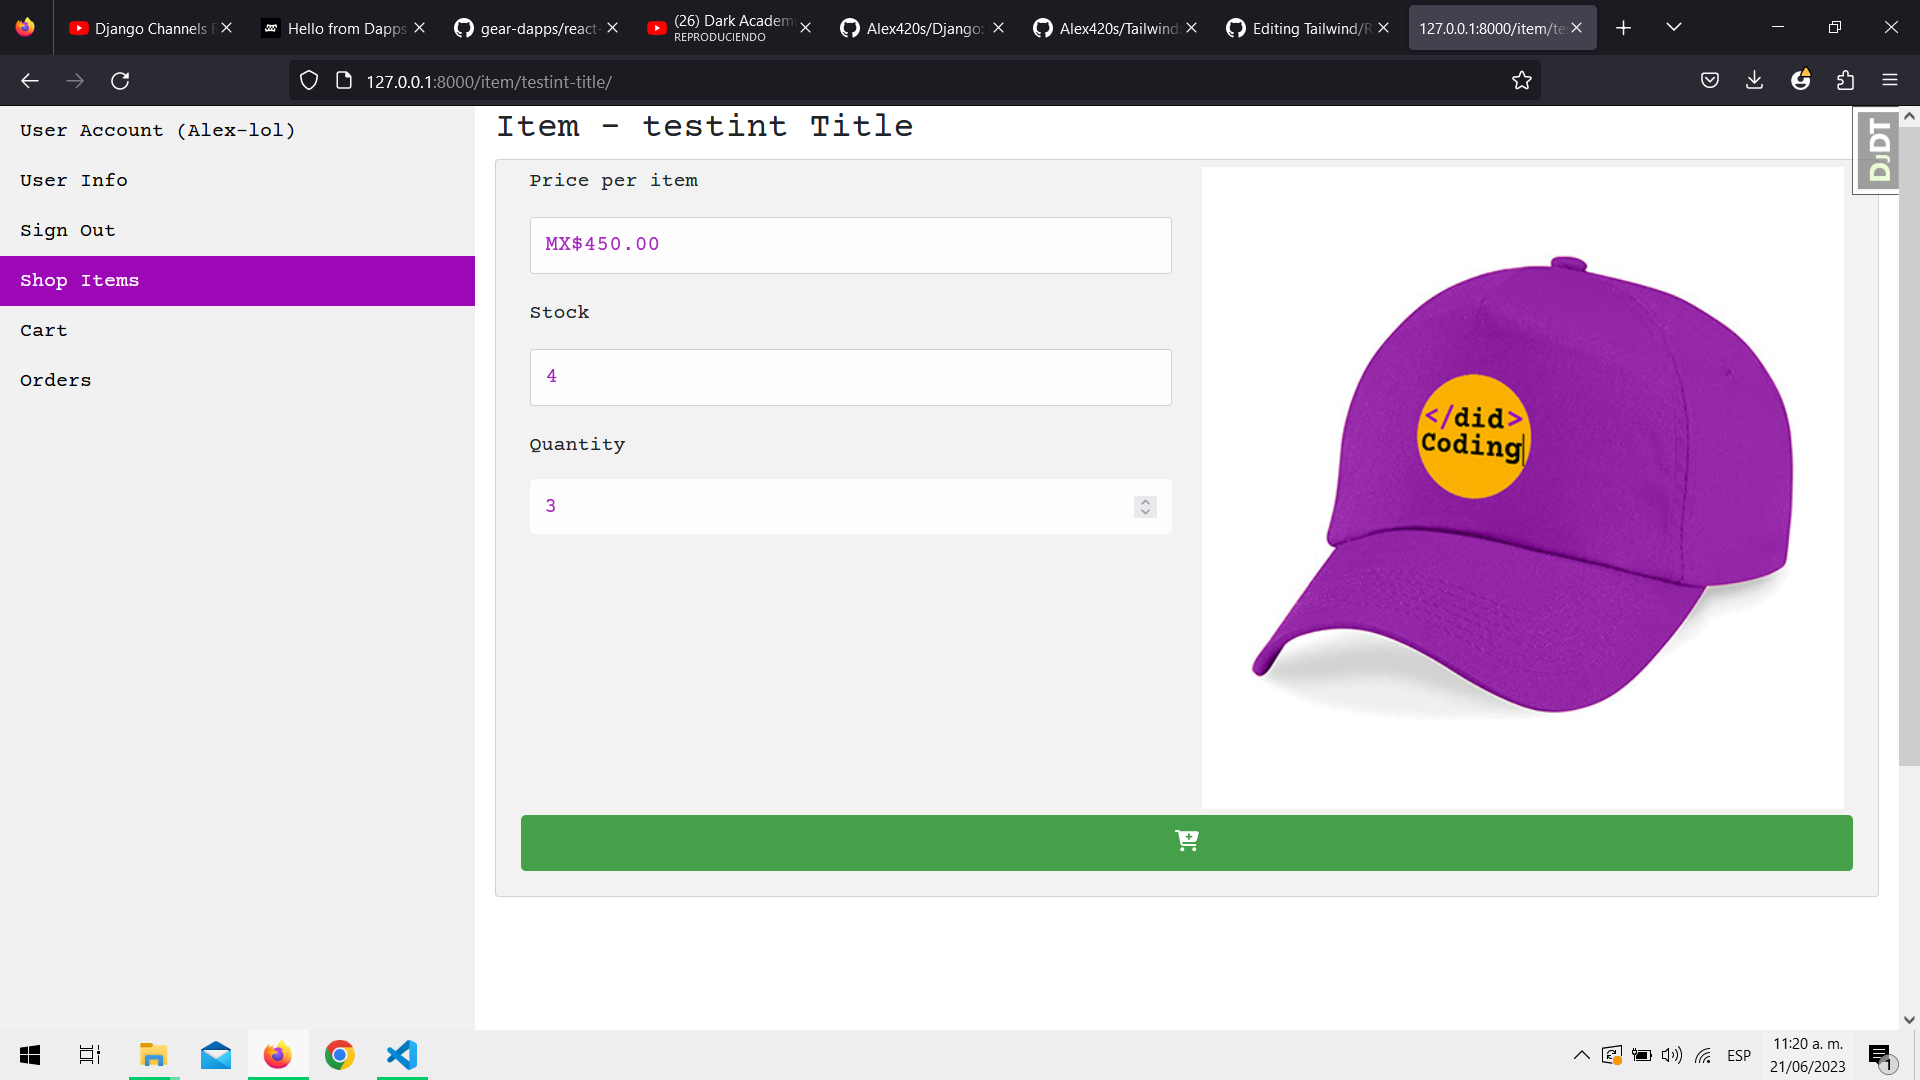 Django Channels
Hello from Dapps
gear-dapps/react-
(26) Dark Academi
REPRODUCIENDO
Alex420s/Django:
Alex420s/Tailwind:
Editing Tailwind/R
127.0.0.1:8000/item/te
127.0.0.1:8000/item/testint-title/
User Account (Alex-lol)
User Info
Sign Out
Shop Items
Cart
Orders
Item - testint Title
Price per item
MX$450.00
Stock
4
Quantity
3
</did>
Coding
DJDT
ESP
11:20 a. m.
21/06/2023
1